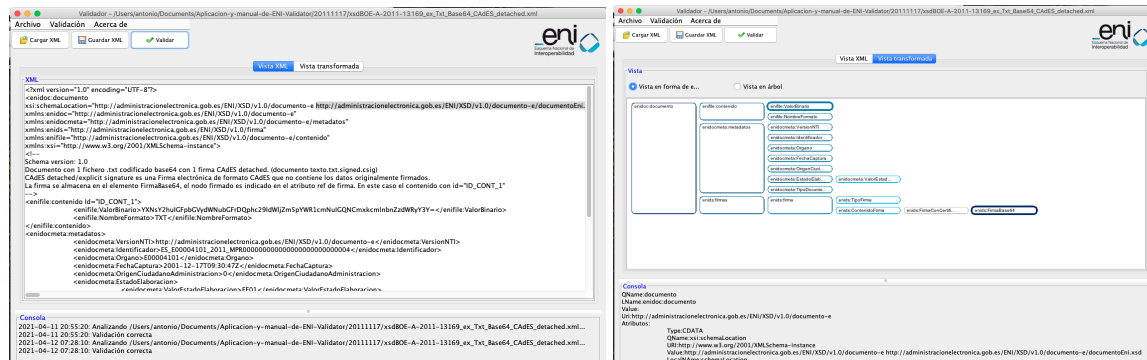 Validador - /Users/antonio/Documents/Aplicacion-y-manual-de-ENI-Validator/20111117/xsdBOE-A-2011-13169_ex_Txt_Base64_CAdES_detached.xml
Archivo Validación Acerca de
Cargar XML Guardar XML Validar
eni
Esquema Nacional de
Interoperabilidad
Vista XML Vista transformada
XML
<?xml version="1.0" encoding="UTF-8"?>
<enidoc:documento
xsi:schemaLocation="http://administracionelectronica.gob.es/ENI/XSD/v1.0/documento-e http://administracionelectronica.gob.es/ENI/XSD/v1.0/documento-e/documentoEni.
xmlns:enidoc="http://administracionelectronica.gob.es/ENI/XSD/v1.0/documento-e"
xmlns:enidocmeta="http://administracionelectronica.gob.es/ENI/XSD/v1.0/documento-e/metadatos"
xmlns:enids="http://administracionelectronica.gob.es/ENI/XSD/v1.0/firma"
xmlns:enifile="http://administracionelectronica.gob.es/ENI/XSD/v1.0/documento-e/contenido"
xmlns:xsi="http://www.w3.org/2001/XMLSchema-instance">
<!--
Schema version: 1.0
Documento con 1 fichero .txt codificado base64 con 1 firma CAdES detached. (documento texto.txt.signed.csig)
CAdES detached/explicit signature es una Firma electrónica de formato CAdES que no contiene los datos originalmente firmados.
La firma se almacena en el elemento FirmaBase64, el nodo firmado es indicado en el atributo ref de firma. En este caso el contenido con id="ID_CONT_1"
-->
<enifile:contenido Id="ID_CONT_1">
<enifile:ValorBinario> </enifile:ValorBinario>
<enifile:NombreFormato>TXT</enifile:NombreFormato>
</enifile:contenido>
<enidocmeta:metadatos>
<enidocmeta:VersionNTI>http://administracionelectronica.gob.es/ENI/XSD/v1.0/documento-e</enidocmeta:VersionNTI>
<enidocmeta:Identificador> </enidocmeta:Identificador>
<enidocmeta:Organo>E00004101</enidocmeta:Organo>
<enidocmeta:FechaCaptura>2001-12-17T09:30:47Z</enidocmeta:FechaCaptura>
<enidocmeta:OrigenCiudadanoAdministracion>0</enidocmeta:OrigenCiudadanoAdministracion>
<enidocmeta:EstadoElaboracion>
<enidocmeta:ValorEstadoElaboracion>EE01</enidocmeta:ValorEstadoElaboracion>
Consola
2021-04-11 20:55:20: Analizando /Users/antonio/Documents/Aplicacion-y-manual-de-ENI-Validator/20111117/xsdBOE-A-2011-13169_ex_Txt_Base64_CAdES_detached.xml...
2021-04-11 20:55:20: Validación correcta
2021-04-12 07:28:10: Analizando /Users/antonio/Documents/Aplicacion-y-manual-de-ENI-Validator/20111117/xsdBOE-A-2011-13169_ex_Txt_Base64_CAdES_detached.xml...
2021-04-12 07:28:10: Validación correcta
Validador - /Users/antonio/Documents/Aplicacion-y-manual-de-ENI-Validator/20111117/xsdBOE-A-2011-13169_ex_Txt_Base64_CAdES_detached.xml
Archivo Validación Acerca de
Cargar XML Guardar XML Validar
eni
Esquema Nacional de
Interoperabilidad
Vista XML Vista transformada
Vista
Vista en forma de e... Vista en árbol
enidoc:documento enifile:contenido enifile:ValorBinario
enifile:NombreFormato
enidocmeta:metadatos enidocmeta:VersionNTI
enidocmeta:Identificador
enidocmeta:Organo
enidocmeta:FechaCaptura
enidocmeta:OrigenCiud...
enidocmeta:EstadoElab... enidocmeta:ValorEstad...
enidocmeta:TipoDocume...
enids:firmas enids:firma enids:TipoFirma
enids:ContenidoFirma enids:FirmaConCertifi... enids:FirmaBase64
Consola
QName:documento
LName:enidoc:documento
Value:
Uri:http://administracionelectronica.gob.es/ENI/XSD/v1.0/documento-e
Atributos:
Type:CDATA
QName:xsi:schemaLocation
URI:http://www.w3.org/2001/XMLSchema-instance
Value:http://administracionelectronica.gob.es/ENI/XSD/v1.0/documento-e http://administracionelectronica.gob.es/ENI/XSD/v1.0/documento-e/documentoEni.xsd
LocalName:schemaLocation